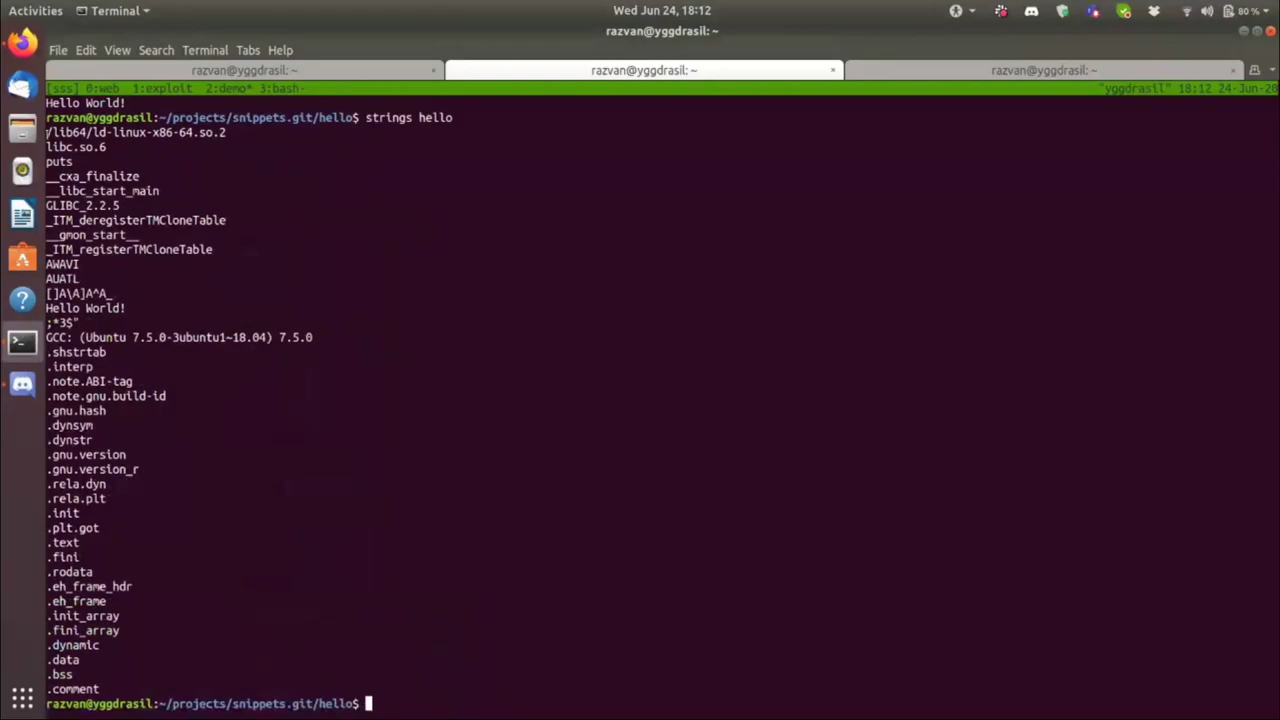 Activities Terminal Wed Jun 24, 18:12 80 %
razvan@yggdrasil: ~
File Edit View Search Terminal Tabs Help
razvan@yggdrasil: ~ × razvan@yggdrasil: ~ × razvan@yggdrasil: ~ ×
[sss] 0:web 1:exploit 2:demo* 3:bash- "yggdrasil" 18:12 24-Jun-20
Hello World!
razvan@yggdrasil:~/projects/snippets.git/hello$ strings hello
/lib64/ld-linux-x86-64.so.2
libc.so.6
puts
__cxa_finalize
__libc_start_main
GLIBC_2.2.5
_ITM_deregisterTMCloneTable
__gmon_start__
_ITM_registerTMCloneTable
AWAVI
AUATL
[]A\A]A^A_
Hello World!
;*3$"
GCC: (Ubuntu 7.5.0-3ubuntu1~18.04) 7.5.0
.shstrtab
.interp
.note.ABI-tag
.note.gnu.build-id
.gnu.hash
.dynsym
.dynstr
.gnu.version
.gnu.version_r
.rela.dyn
.rela.plt
.init
.plt.got
.text
.fini
.rodata
.eh_frame_hdr
.eh_frame
.init_array
.fini_array
.dynamic
.data
.bss
.comment
razvan@yggdrasil:~/projects/snippets.git/hello$